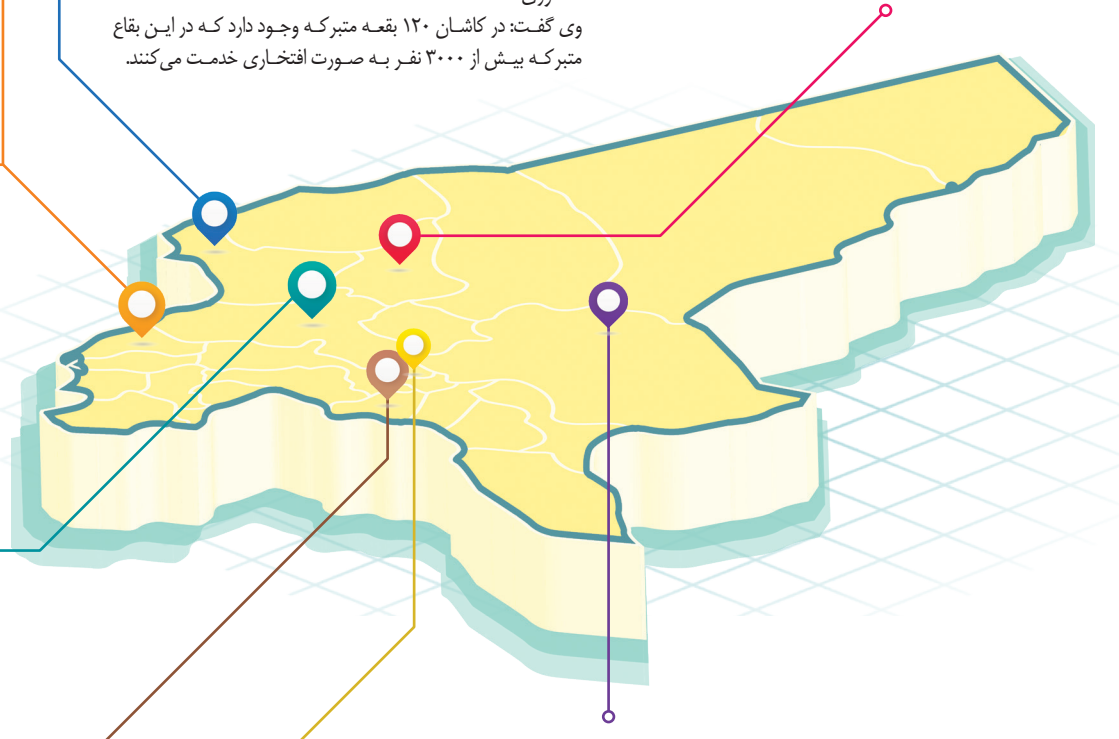 وی گفت: در کاشان ۱۲۰ بقعه متبرکه وجود دارد که در این بقاع
متبرکه بیش از ۳۰۰۰ نفر به صورت افتخاری خدمت می‌کنند.